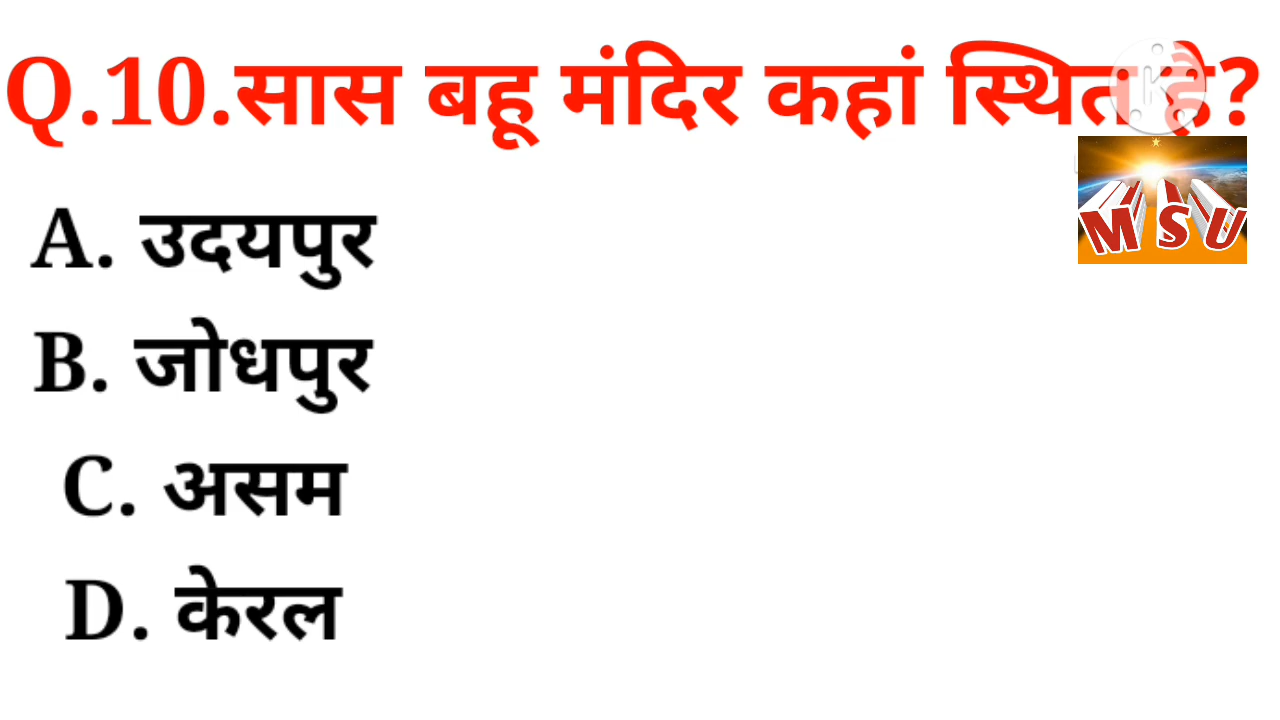 Q.10.सास बहू मंदिर कहां स्थित है?
MSU
A. उदयपुर
B. जोधपुर
C. असम
D. केरल